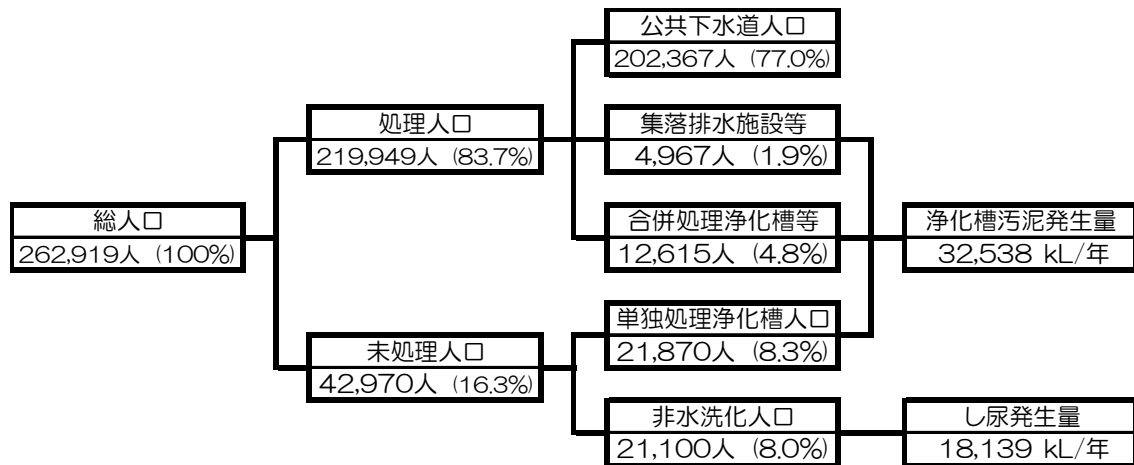 公共下水道人口
202,367人 (77.0%)
処理人口
219,949人 (83.7%)
集落排水施設等
4,967人 (1.9%)
総人口
262,919人 (100%)
合併処理浄化槽等
12,615人 (4.8%)
浄化槽汚泥発生量
32,538 kL/年
単独処理浄化槽人口
21,870人 (8.3%)
未処理人口
42,970人 (16.3%)
非水洗化人口
21,100人 (8.0%)
し尿発生量
18,139 kL/年